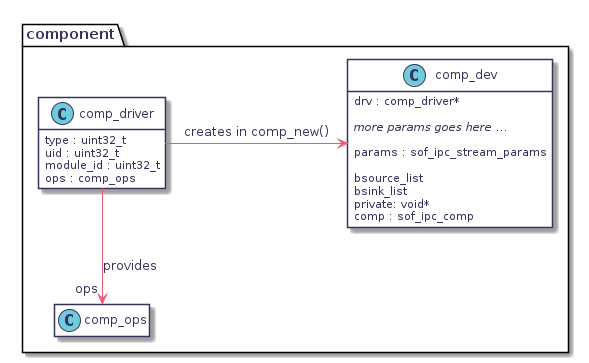 component
C comp_driver
type : uint32_t
uid : uint32_t
module_id : uint32_t
ops : comp_ops
creates in comp_new()
C comp_dev
drv : comp_driver*
more params goes here ...
params : sof_ipc_stream_params
bsource_list
bsink_list
private: void*
comp : sof_ipc_comp
provides
ops
C comp_ops